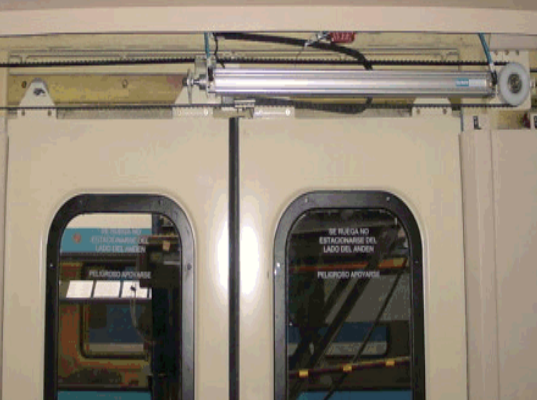 SE RUEGA NO
ESTACIONARSE DEL
LADO DEL ANDEN
PELIGROSO APOYARSE
SE RUEGA NO
ESTACIONARSE DEL
LADO DEL ANDEN
PELIGROSO APOYARSE